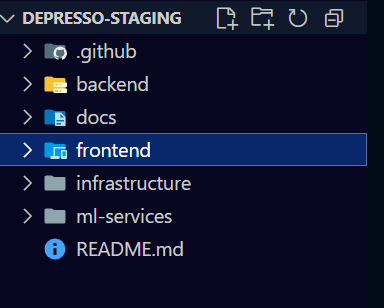 DEPRESSO-STAGING
.github
backend
docs
frontend
infrastructure
ml-services
README.md